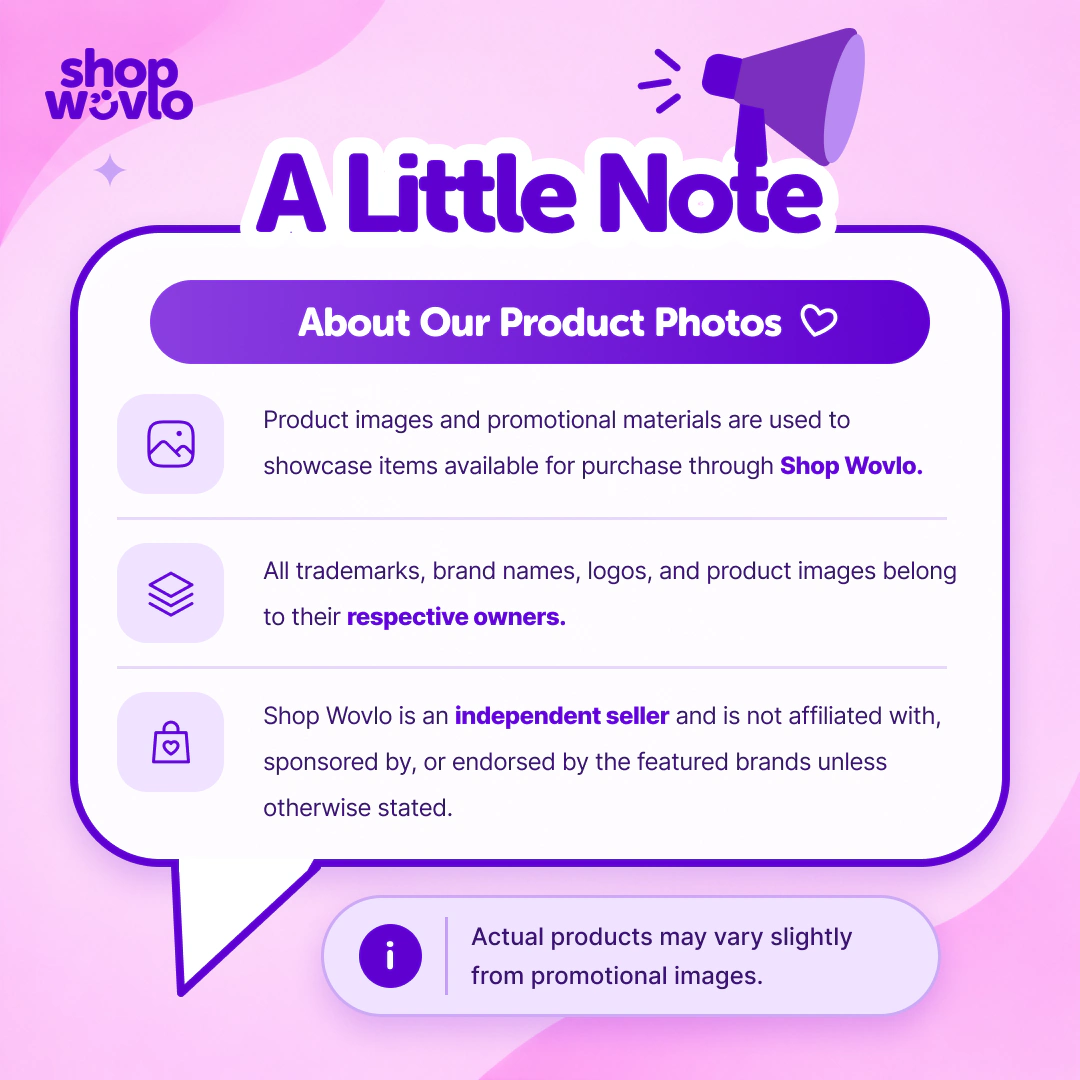 shop
wovlo
A Little Note
About Our Product Photos
Product images and promotional materials are used to
showcase items available for purchase through Shop Wovlo.
All trademarks, brand names, logos, and product images belong
to their respective owners.
Shop Wovlo is an independent seller and is not affiliated with,
sponsored by, or endorsed by the featured brands unless
otherwise stated.
Actual products may vary slightly
from promotional images.